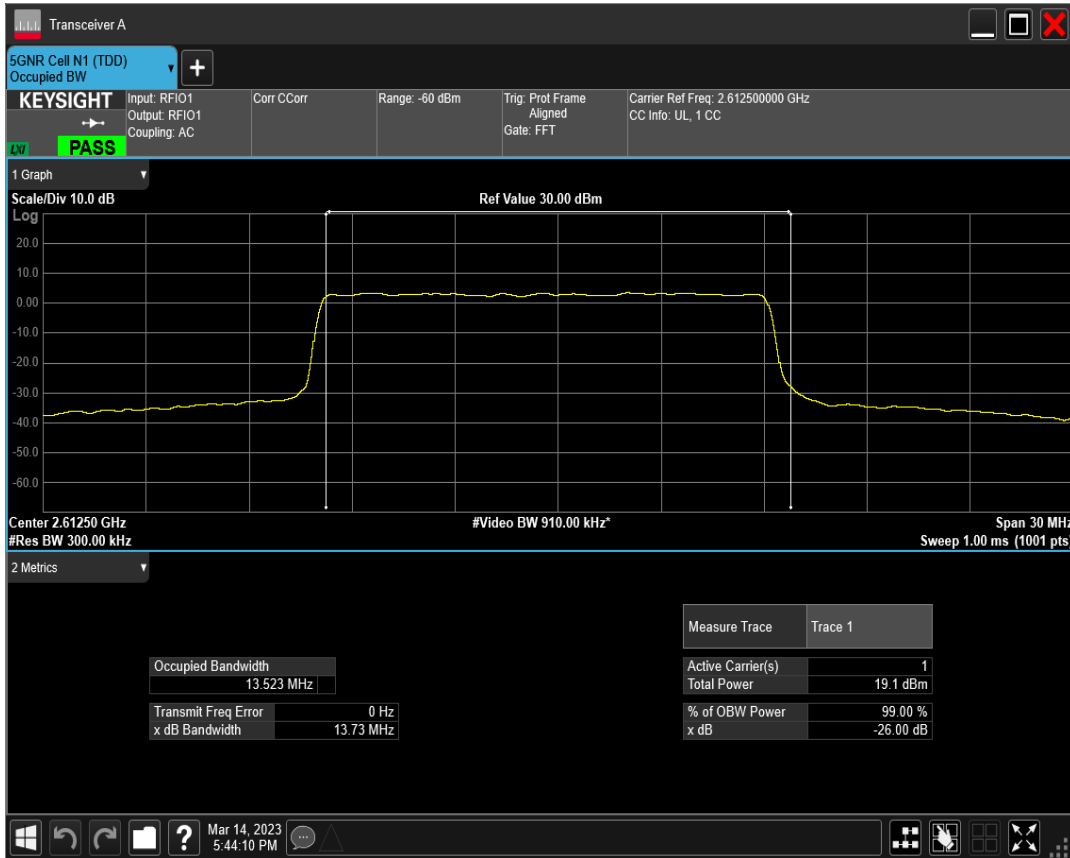 Transceiver A
5GNR Cell N1 (TDD)
Occupied BW
+
KEYSIGHT
LXI
PASS
Input: RFIO1
Output: RFIO1
Coupling: AC
Corr CCorr
Range: -60 dBm
Trig: Prot Frame
Aligned
Gate: FFT
Carrier Ref Freq: 2.612500000 GHz
CC Info: UL, 1 CC
1 Graph
Scale/Div 10.0 dB
Ref Value 30.00 dBm
Log
20.0
10.0
0.00
-10.0
-20.0
-30.0
-40.0
-50.0
-60.0
Center 2.61250 GHz
#Video BW 910.00 kHz*
Span 30 MHz
#Res BW 300.00 kHz
Sweep 1.00 ms (1001 pts)
2 Metrics
Measure Trace Trace 1
Occupied Bandwidth
13.523 MHz
Active Carrier(s) 1
Total Power 19.1 dBm
Transmit Freq Error 0 Hz
x dB Bandwidth 13.73 MHz
% of OBW Power 99.00 %
x dB -26.00 dB
?
Mar 14, 2023
5:44:10 PM